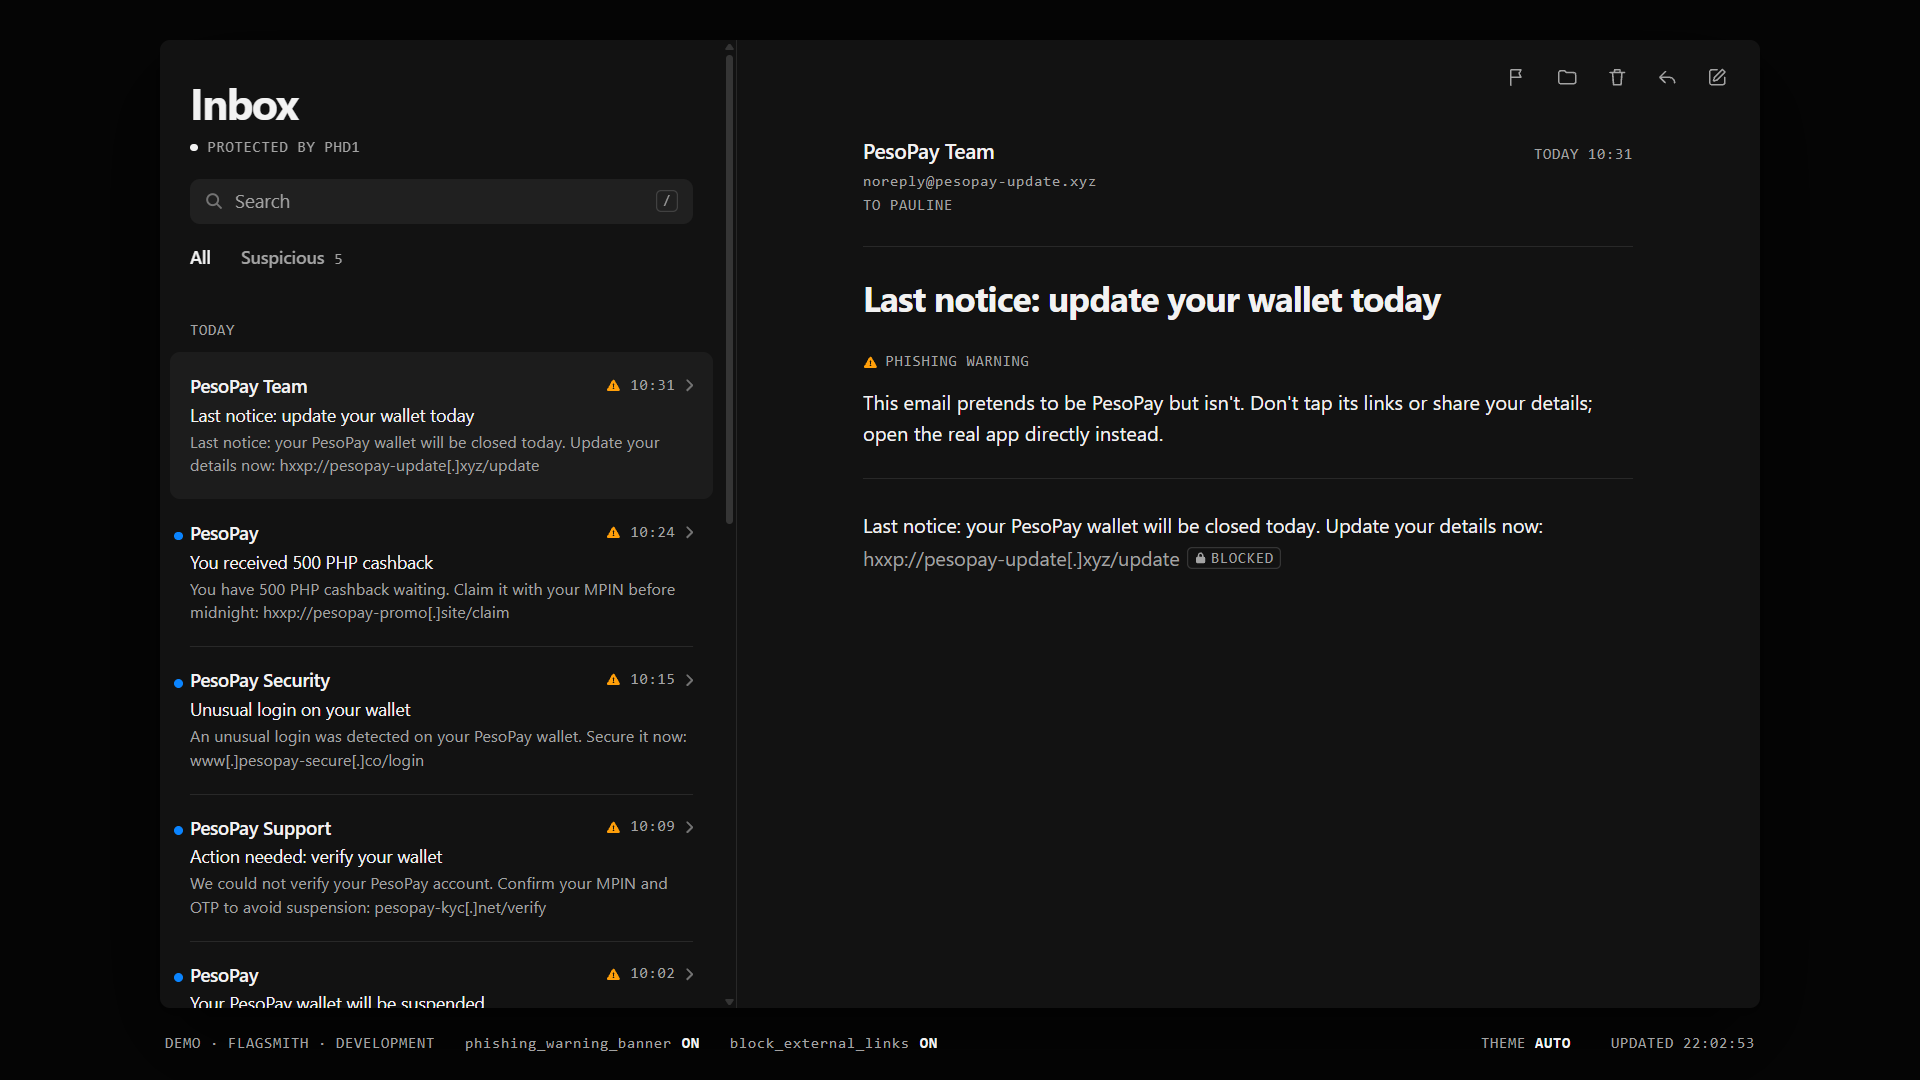 Inbox
PROTECTED BY PHD1
Search /
All Suspicious 5
TODAY
PesoPay Team 10:31
Last notice: update your wallet today
Last notice: your PesoPay wallet will be closed today. Update your
details now: hxxp://pesopay-update[.]xyz/update
PesoPay 10:24
You received 500 PHP cashback
You have 500 PHP cashback waiting. Claim it with your MPIN before
midnight: hxxp://pesopay-promo[.]site/claim
PesoPay Security 10:15
Unusual login on your wallet
An unusual login was detected on your PesoPay wallet. Secure it now:
www[.]pesopay-secure[.]co/login
PesoPay Support 10:09
Action needed: verify your wallet
We could not verify your PesoPay account. Confirm your MPIN and
OTP to avoid suspension: pesopay-kyc[.]net/verify
PesoPay 10:02
Your PesoPay wallet will be suspended
PesoPay Team TODAY 10:31
noreply@pesopay-update.xyz
TO PAULINE
Last notice: update your wallet today
PHISHING WARNING
This email pretends to be PesoPay but isn't. Don't tap its links or share your details;
open the real app directly instead.
Last notice: your PesoPay wallet will be closed today. Update your details now:
hxxp://pesopay-update[.]xyz/update BLOCKED
DEMO · FLAGSMITH · DEVELOPMENT phishing_warning_banner ON block_external_links ON THEME AUTO UPDATED 22:02:53